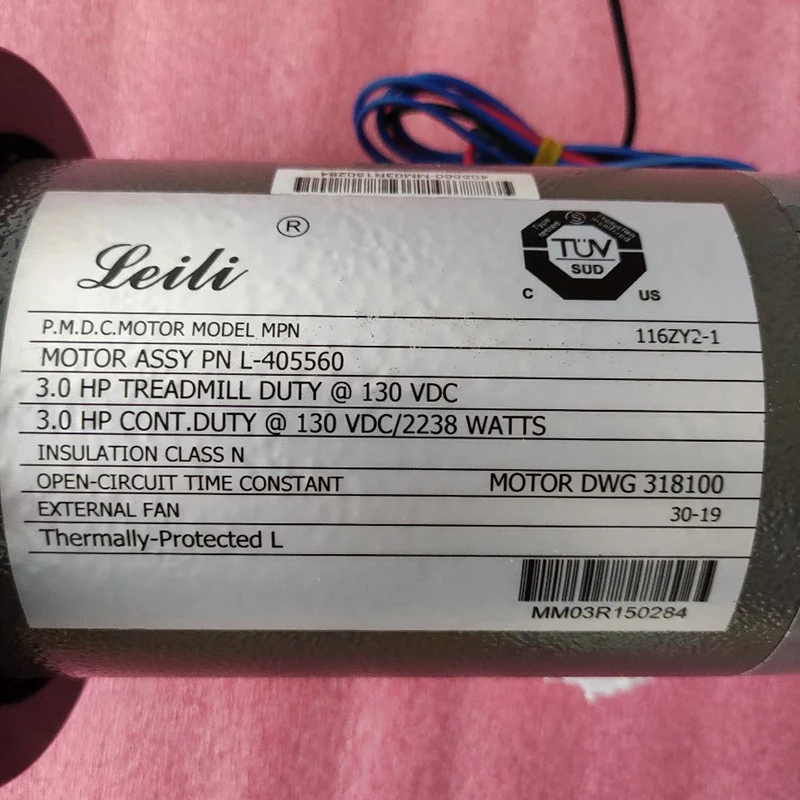 405560-MM03R150284
®
Leili
TÜV
SÜD
C US
P.M.D.C.MOTOR MODEL MPN 116ZY2-1
MOTOR ASSY PN L-405560
3.0 HP TREADMILL DUTY @ 130 VDC
3.0 HP CONT.DUTY @ 130 VDC/2238 WATTS
INSULATION CLASS N
OPEN-CIRCUIT TIME CONSTANT MOTOR DWG 318100
EXTERNAL FAN 30-19
Thermally-Protected L
MM03R150284